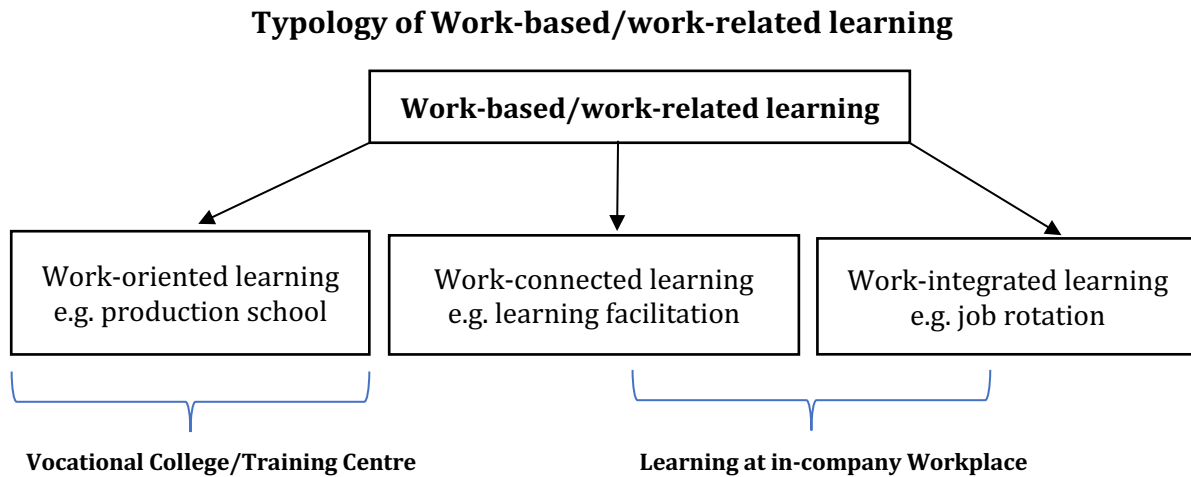 Typology of Work-based/work-related learning
Work-based/work-related learning
Work-oriented learning
e.g. production school
Work-connected learning
e.g. learning facilitation
Work-integrated learning
e.g. job rotation
Vocational College/Training Centre
Learning at in-company Workplace